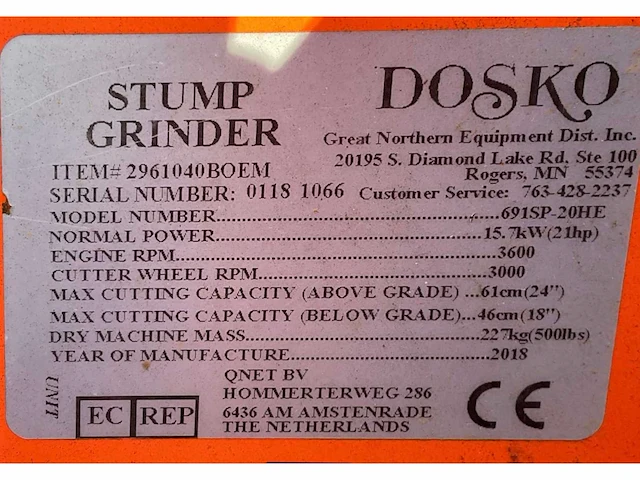 STUMP GRINDER
DOSKO
Great Northern Equipment Dist. Inc.
20195 S. Diamond Lake Rd, Ste 100
Rogers, MN 55374
ITEM# 2961040BOEM
SERIAL NUMBER: 0118 1066
Customer Service: 763-428-2237
MODEL NUMBER..............................691SP-20HE
NORMAL POWER............................15.7kW(21hp)
ENGINE RPM..................................3600
CUTTER WHEEL RPM..........................3000
MAX CUTTING CAPACITY (ABOVE GRADE)...61cm(24")
MAX CUTTING CAPACITY (BELOW GRADE)...46cm(18")
DRY MACHINE MASS..........................227kg(500lbs)
YEAR OF MANUFACTURE......................2018
UNIT
EC REP
QNET BV
HOMMERTERWEG 286
6436 AM AMSTENRADE
THE NETHERLANDS
CE